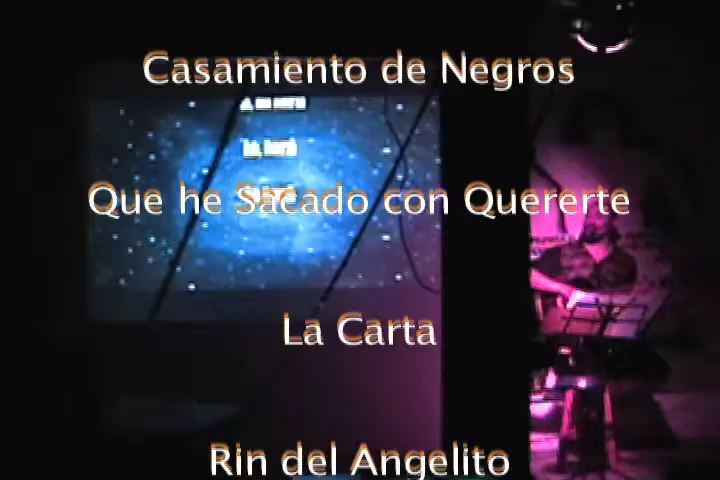 Casamiento de Negros
Que he Sacado con Quererte
La Carta
Rin del Angelito